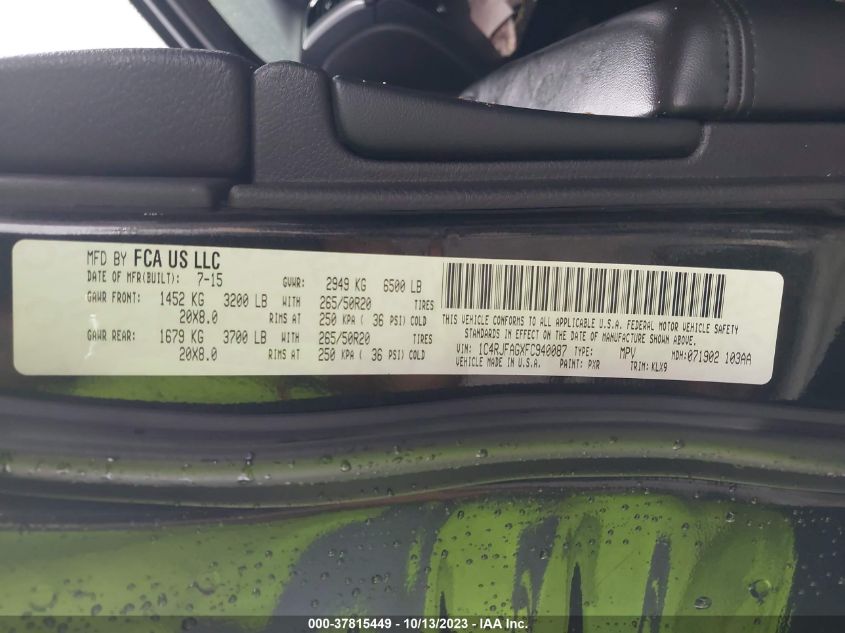 MFD BY FCA US LLC
DATE OF MFR(BUILT): 7-15 GVWR: 2949 KG 6500 LB
GAWR FRONT: 1452 KG 3200 LB WITH 265/50R20 TIRES
20X8.0 RIMS AT 250 KPA ( 36 PSI) COLD
GAWR REAR: 1679 KG 3700 LB WITH 265/50R20 TIRES
20X8.0 RIMS AT 250 KPA ( 36 PSI) COLD
THIS VEHICLE CONFORMS TO ALL APPLICABLE U.S.A. FEDERAL MOTOR VEHICLE SAFETY
STANDARDS IN EFFECT ON THE DATE OF MANUFACTURE SHOWN ABOVE.
VIN: 1C4RJFAGXFC940087 TYPE: MPV MDH:071902 103AA
VEHICLE MADE IN U.S.A. PAINT: PXR TRIM: KLX9
000-37815449 - 10/13/2023 - 1C4RJFAGXFC940087